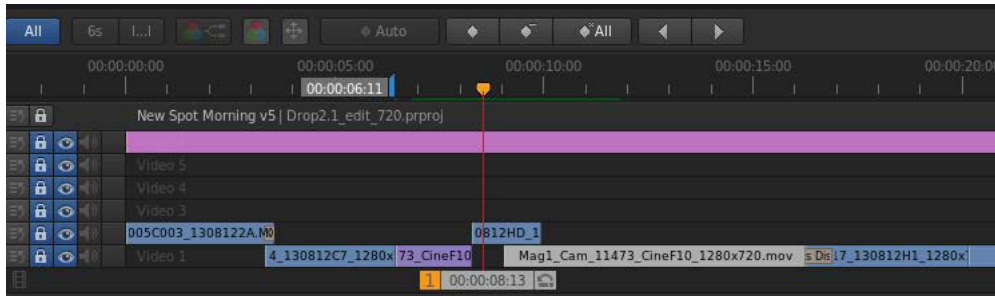 All 6s I...I Auto All
00:00:00:00 00:00:05:00 00:00:10:00 00:00:15:00 00:00:20:00
00:00:06:11
New Spot Morning v5 | Drop2.1_edit_720.prproj
Video 5
Video 4
Video 3
005C003_1308122A.M 0812HD_1
Video 1 4_130812C7_1280x 73_CineF10 Mag1_Cam_11473_CineF10_1280x720.mov s Dis 17_130812H1_1280x
1 00:00:08:13